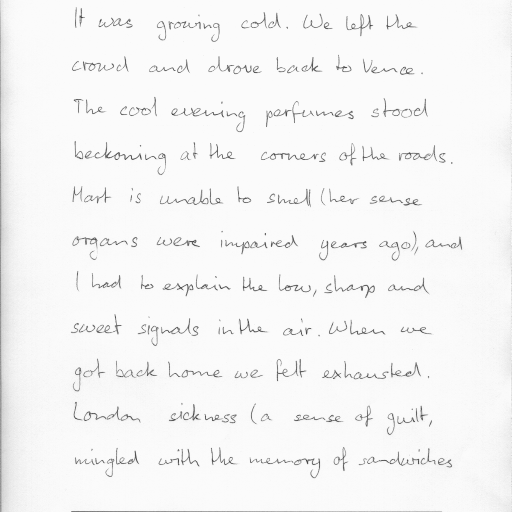 It was growing cold. We left the
crowd and drove back to Vence.
The cool evening perfumes stood
beckoning at the corners of the roads.
Mart is unable to smell (her sense
organs were impaired years ago), and
I had to explain the low, sharp and
sweet signals in the air. When we
got back home we felt exhausted.
London sickness (a sense of guilt,
mingled with the memory of sandwiches